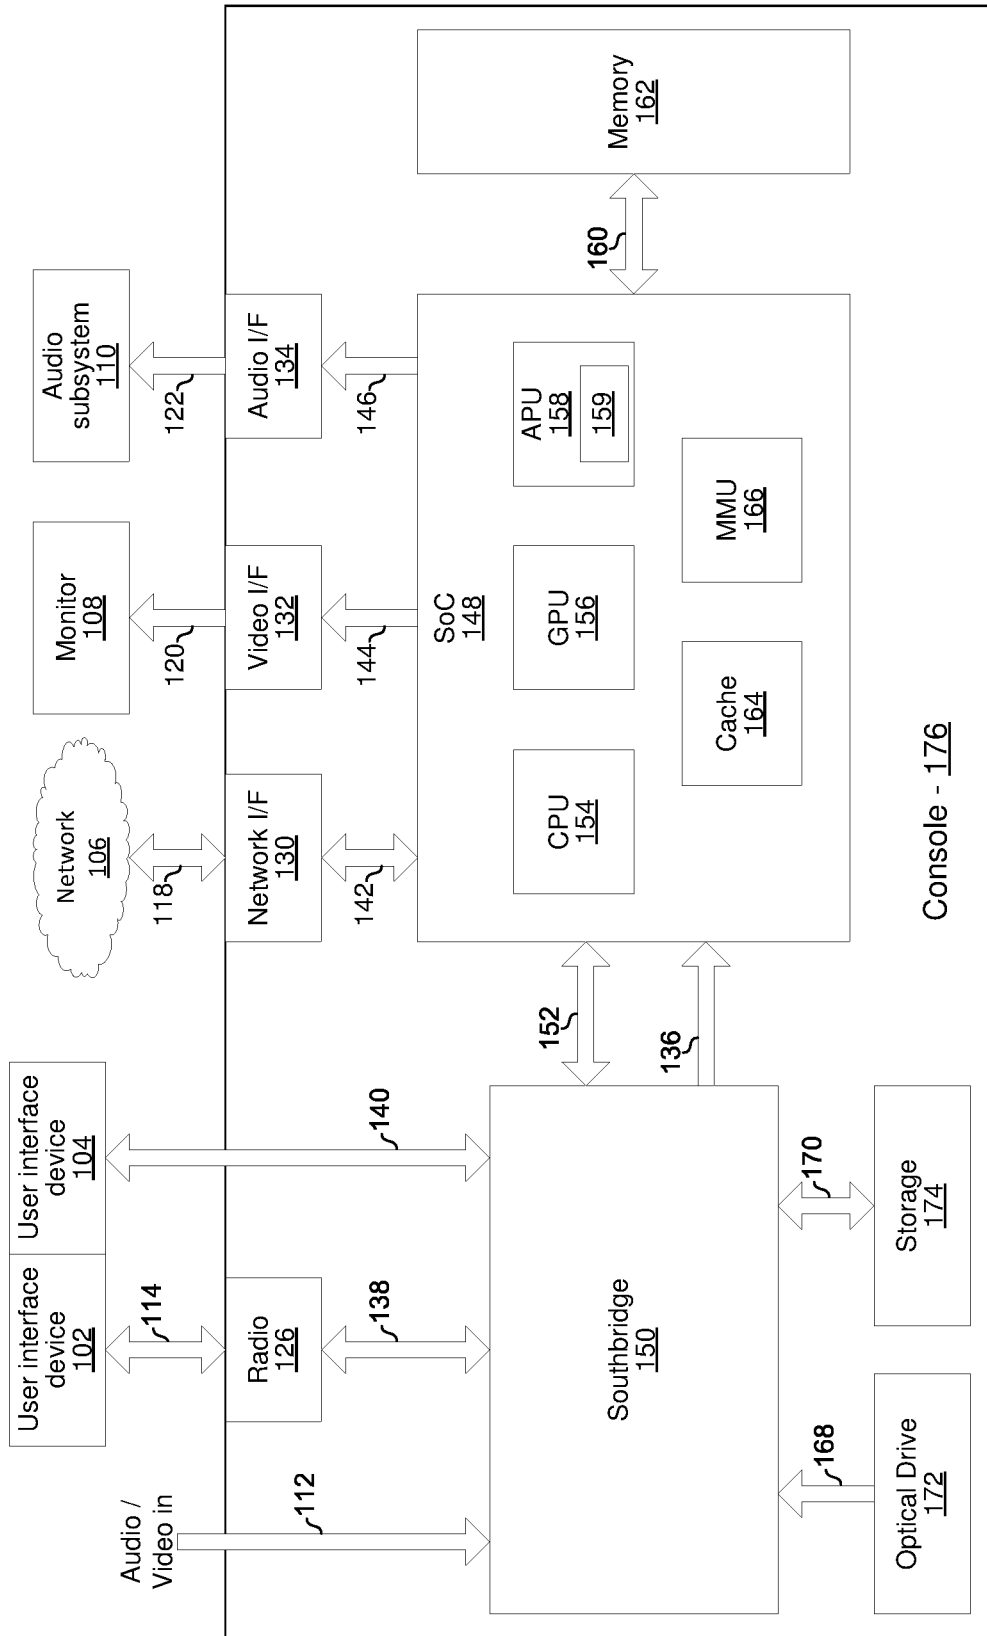 Audio /
Video in
112
User interface
device
102
114
User interface
device
104
Radio
126
138
140
Network
106
118
Network I/F
130
142
Monitor
108
120
Video I/F
132
144
Audio
subsystem
110
122
Audio I/F
134
146
Southbridge
150
152
136
SoC
148
CPU
154
GPU
156
APU
158
159
Cache
164
MMU
166
160
Memory
162
168
Optical Drive
172
170
Storage
174
Console - 176